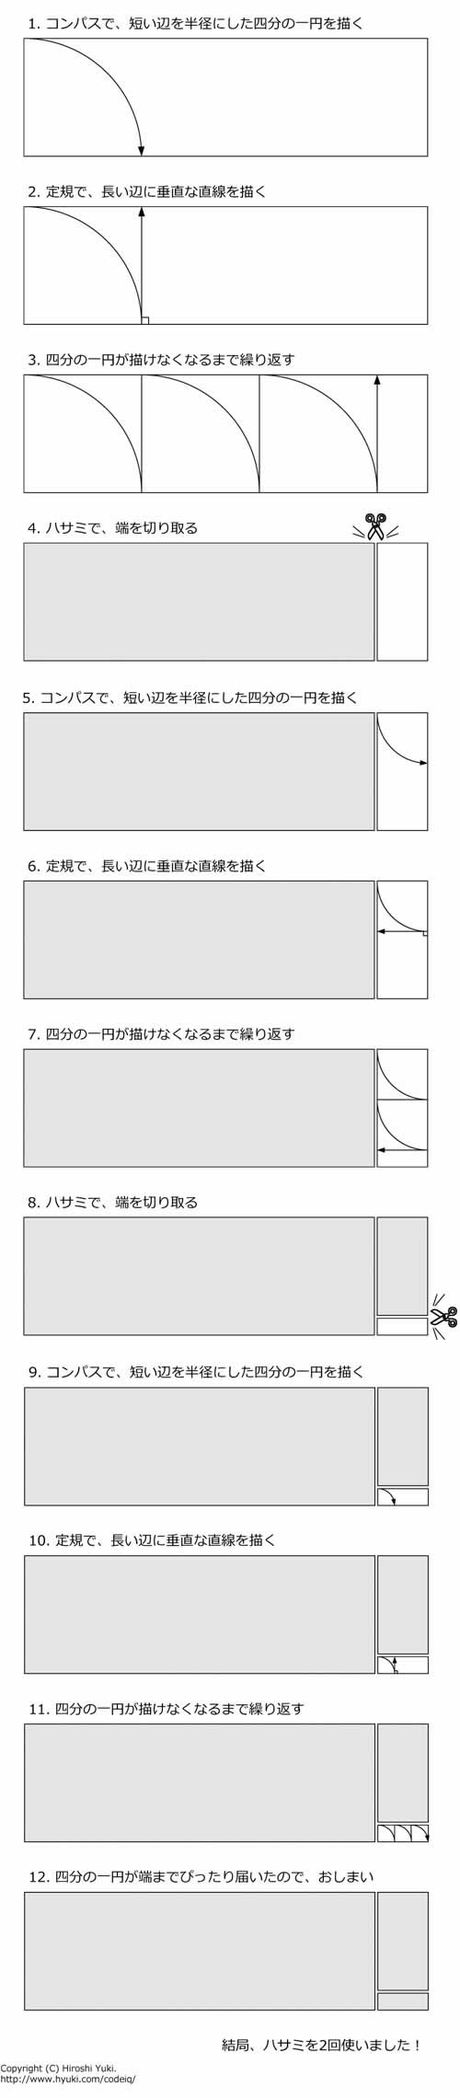 1. コンパスで、短い辺を半径にした四分の一円を描く
2. 定規で、長い辺に垂直な直線を描く
3. 四分の一円が描けなくなるまで繰り返す
4. ハサミで、端を切り取る
5. コンパスで、短い辺を半径にした四分の一円を描く
6. 定規で、長い辺に垂直な直線を描く
7. 四分の一円が描けなくなるまで繰り返す
8. ハサミで、端を切り取る
9. コンパスで、短い辺を半径にした四分の一円を描く
10. 定規で、長い辺に垂直な直線を描く
11. 四分の一円が描けなくなるまで繰り返す
12. 四分の一円が端までぴったり届いたので、おしまい
結局、ハサミを2回使いました！
Copyright (C) Hiroshi Yuki.
http://www.hyuki.com/codeiq/